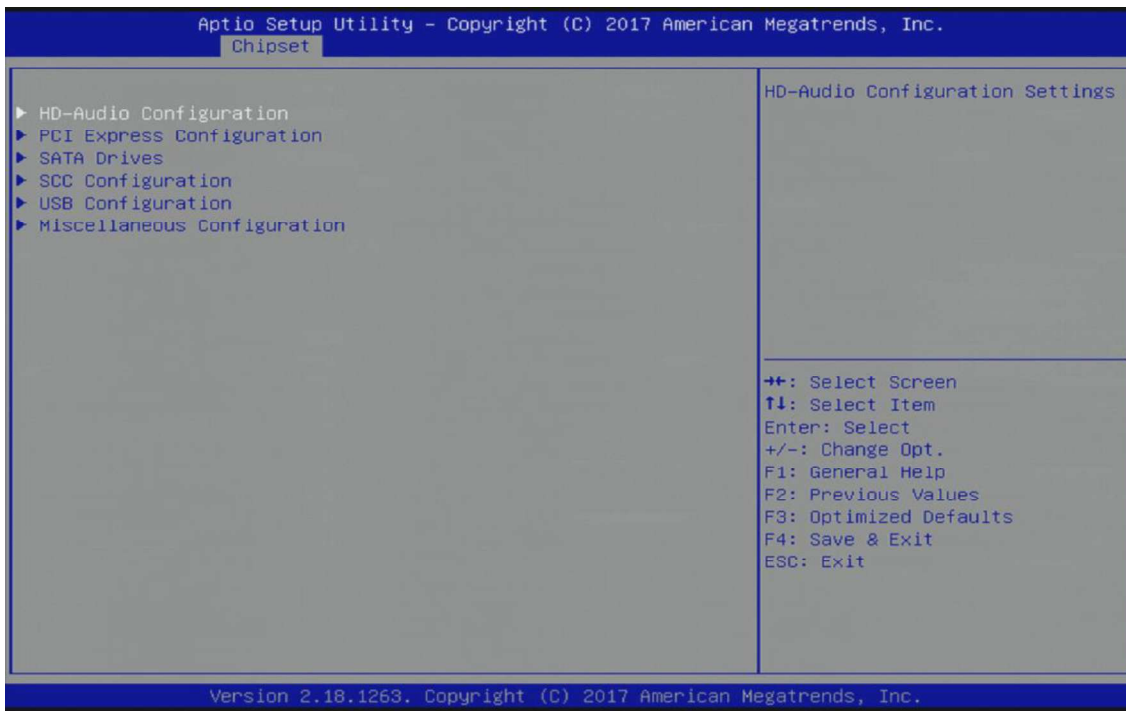 Aptio Setup Utility – Copyright (C) 2017 American Megatrends, Inc.
Chipset
▶ HD-Audio Configuration
▶ PCI Express Configuration
▶ SATA Drives
▶ SCC Configuration
▶ USB Configuration
▶ Miscellaneous Configuration
HD-Audio Configuration Settings
→←: Select Screen
↑↓: Select Item
Enter: Select
+/-: Change Opt.
F1: General Help
F2: Previous Values
F3: Optimized Defaults
F4: Save & Exit
ESC: Exit
Version 2.18.1263. Copyright (C) 2017 American Megatrends, Inc.